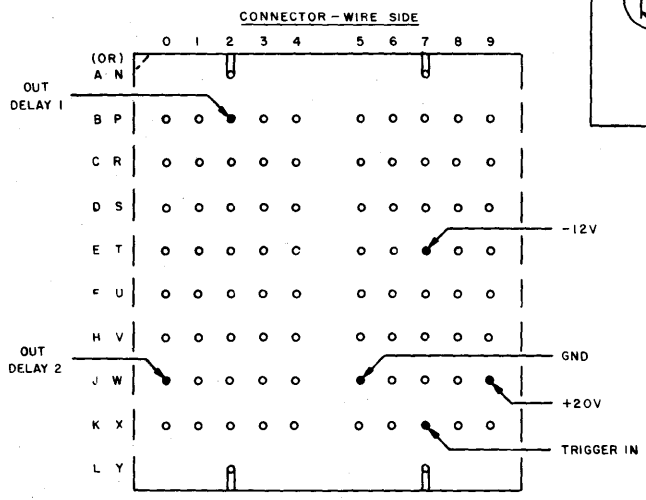 CONNECTOR - WIRE SIDE
0 1 2 3 4 5 6 7 8 9
(OR)
A N
OUT
DELAY 1
B P
C R
D S
E T
-12V
F U
H V
OUT
DELAY 2
GND
J W
+20V
K X
TRIGGER IN
L Y